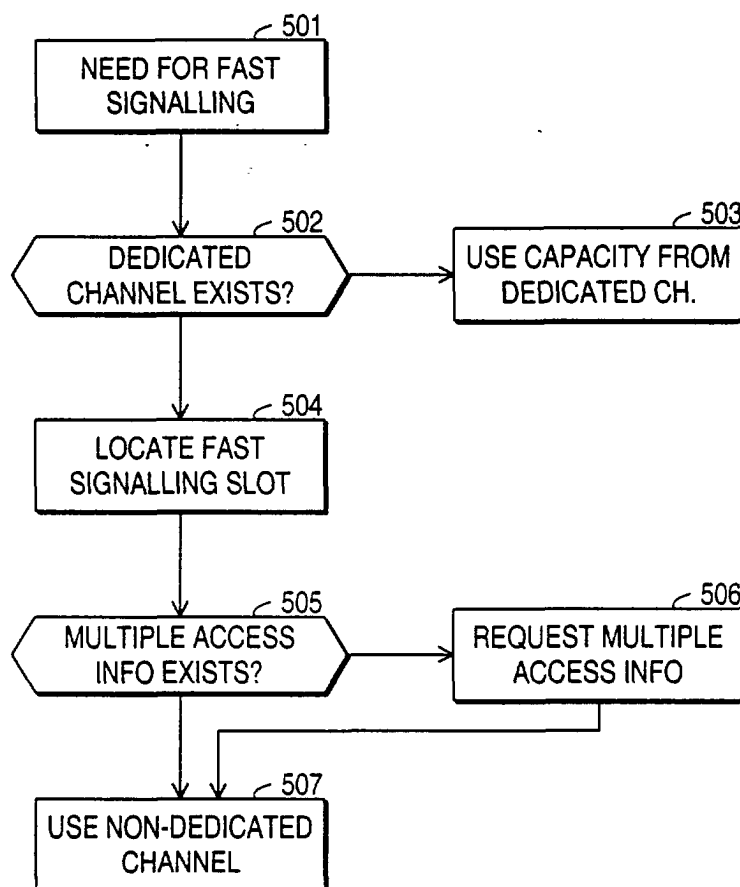 501
NEED FOR FAST
SIGNALLING
502
DEDICATED
CHANNEL EXISTS?
503
USE CAPACITY FROM
DEDICATED CH.
504
LOCATE FAST
SIGNALLING SLOT
505
MULTIPLE ACCESS
INFO EXISTS?
506
REQUEST MULTIPLE
ACCESS INFO
507
USE NON-DEDICATED
CHANNEL